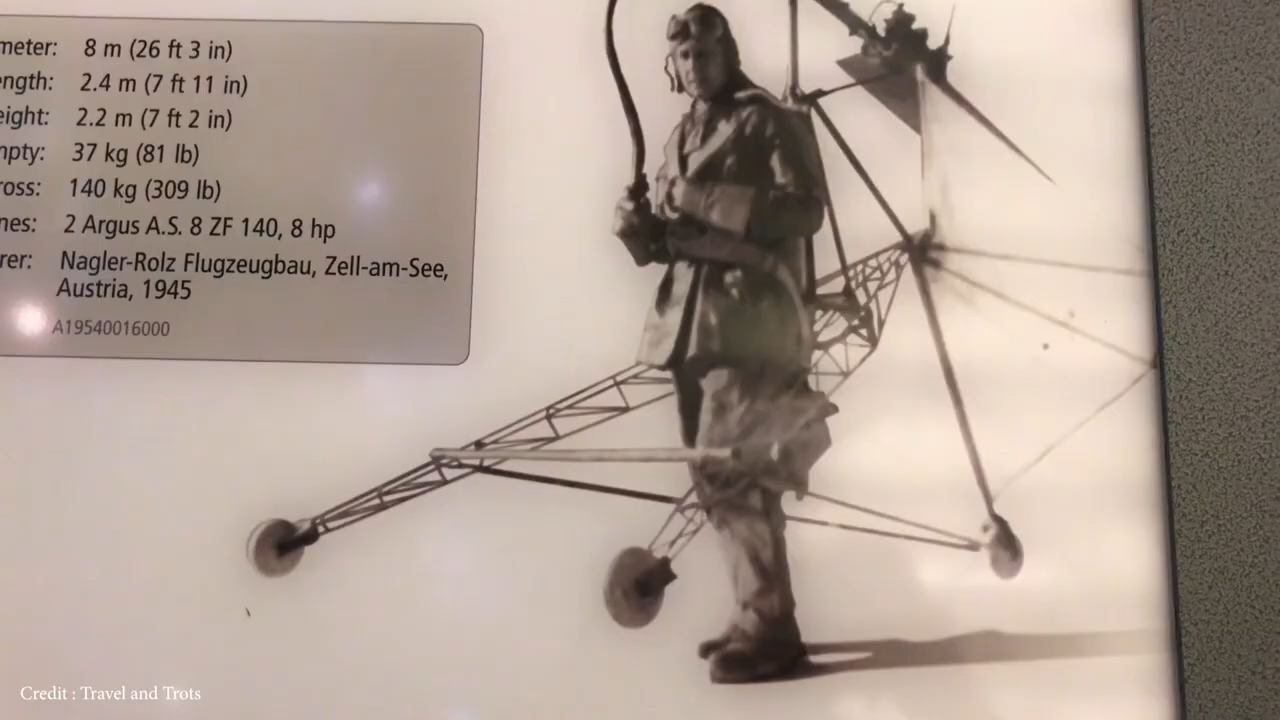 meter: 8 m (26 ft 3 in)
ength: 2.4 m (7 ft 11 in)
eight: 2.2 m (7 ft 2 in)
mpty: 37 kg (81 lb)
ross: 140 kg (309 lb)
nes: 2 Argus A.S. 8 ZF 140, 8 hp
rer: Nagler-Rolz Flugzeugbau, Zell-am-See,
Austria, 1945
A19540016000
Credit : Travel and Trots